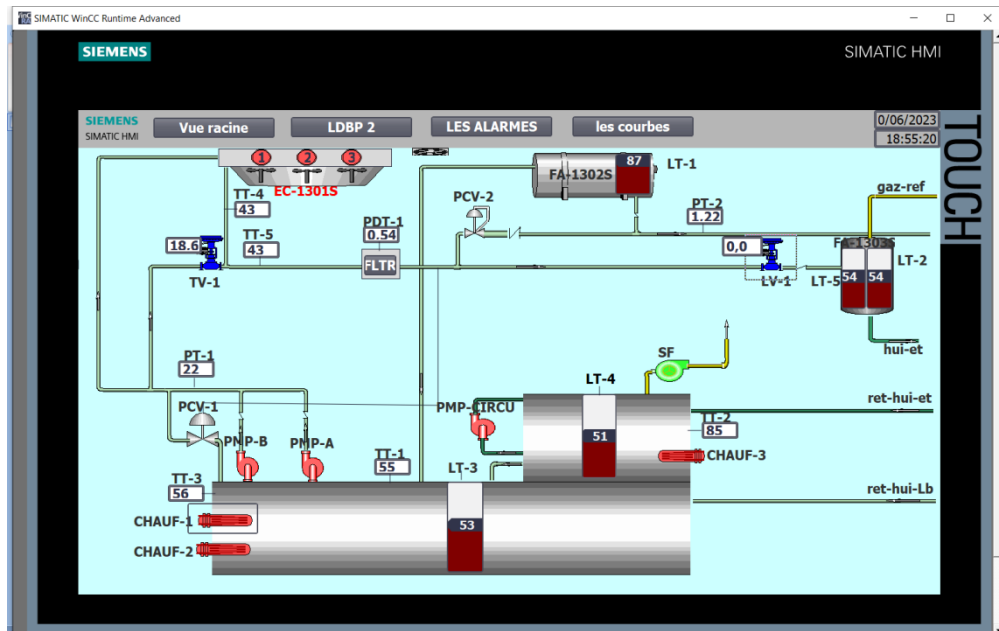 SIMATIC WinCC Runtime Advanced
SIEMENS
SIMATIC HMI
TOUCH
SIEMENS
SIMATIC HMI
Vue racine
LDBP 2
LES ALARMES
les courbes
0/06/2023
18:55:20
1 2 3
EC-1301S
TT-4
43
TT-5
43
18.6
TV-1
PDT-1
0.54
FLTR
PCV-2
FA-1302S
87
LT-1
PT-2
1.22
gaz-ref
0,0
LV-1
FA-1303S
LT-2
LT-5
54
54
hui-et
PT-1
22
PCV-1
PMP-B
PMP-A
TT-1
55
TT-3
56
CHAUF-1
CHAUF-2
LT-3
53
PMP-CIRCU
LT-4
51
SF
TT-2
85
CHAUF-3
ret-hui-et
ret-hui-Lb